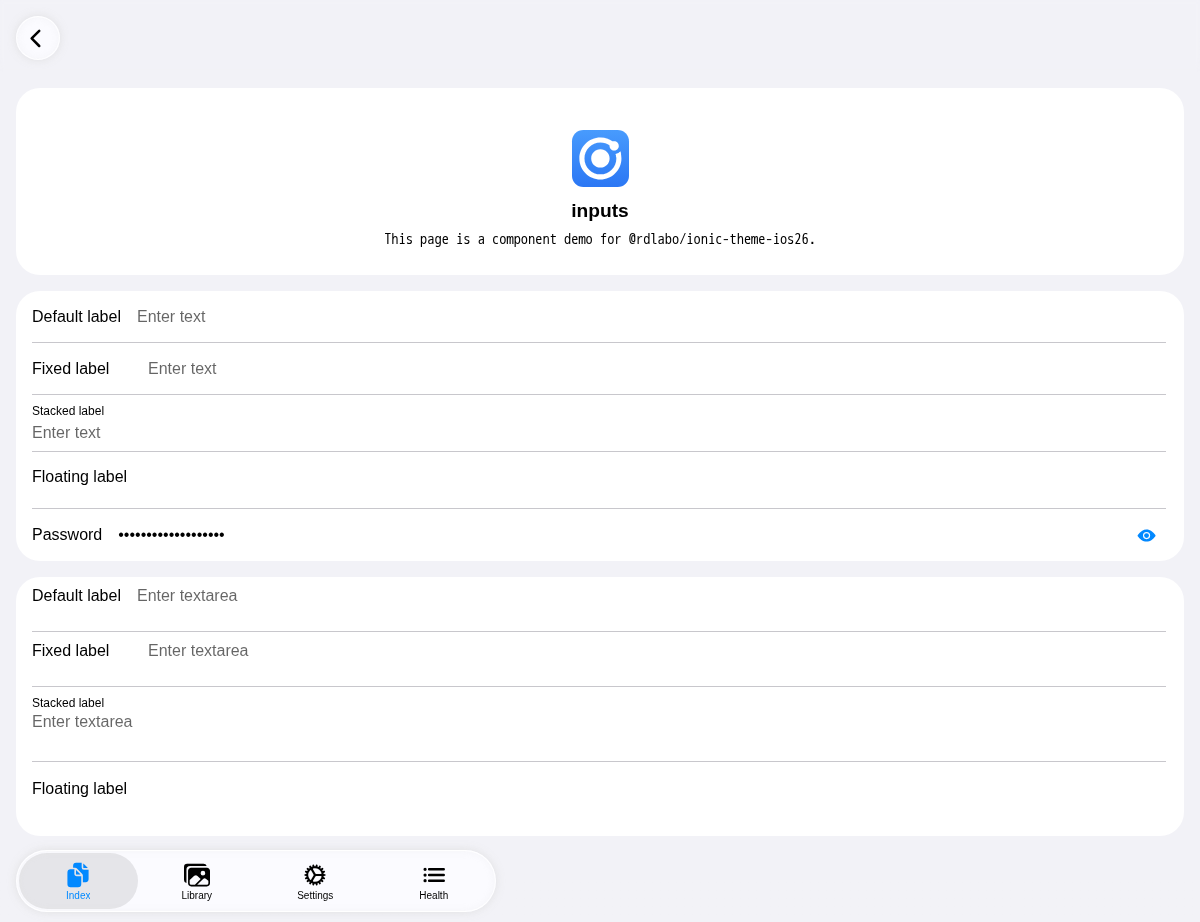 inputs
This page is a component demo for @rdlabo/ionic-theme-ios26.
Default label Enter text
Fixed label Enter text
Stacked label
Enter text
Floating label
Password •••••••••••••••••••
Default label Enter textarea
Fixed label Enter textarea
Stacked label
Enter textarea
Floating label
Index Library Settings Health